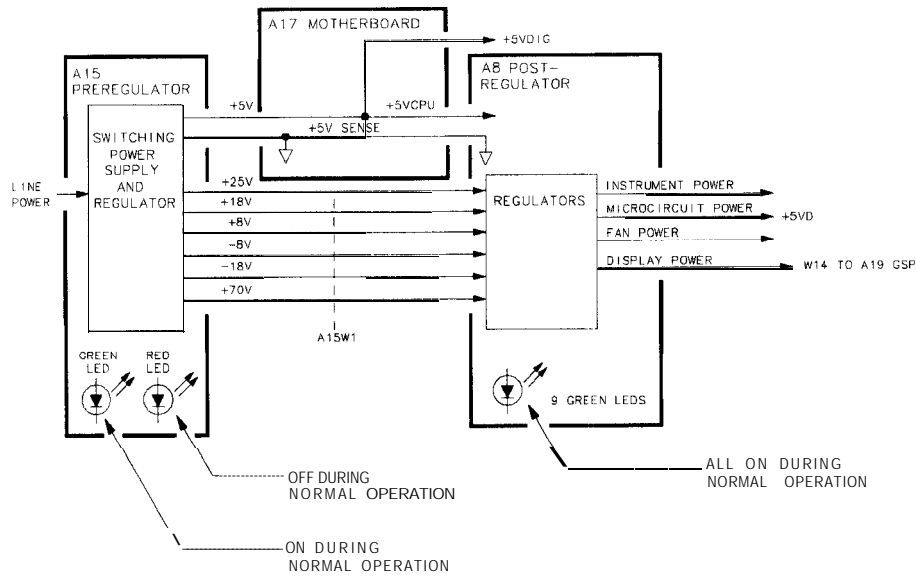 A17 MOTHERBOARD
+5VDIG
A15
PREREGULATOR
A8 POST-
REGULATOR
+5V
+5VCPU
+5V SENSE
SWITCHING
POWER
SUPPLY
AND
REGULATOR
LINE
POWER
+25V
+18V
+8V
-8V
-18V
+70V
A15W1
REGULATORS
INSTRUMENT POWER
MICROCIRCUIT POWER
+5VD
FAN POWER
DISPLAY POWER
W14 TO A19 GSP
GREEN
LED
RED
LED
9 GREEN LEDS
OFF DURING
NORMAL OPERATION
ALL ON DURING
NORMAL OPERATION
ON DURING
NORMAL OPERATION